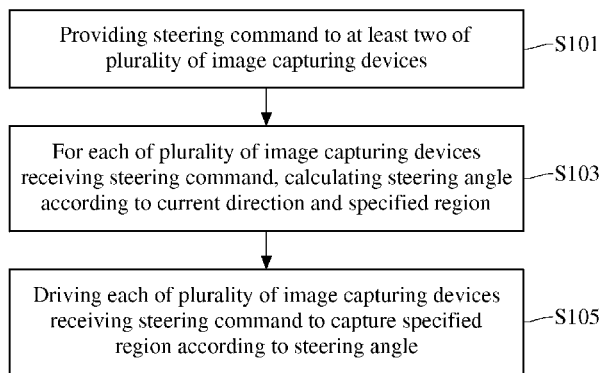 Providing steering command to at least two of
plurality of image capturing devices
S101
For each of plurality of image capturing devices
receiving steering command, calculating steering angle
according to current direction and specified region
S103
Driving each of plurality of image capturing devices
receiving steering command to capture specified
region according to steering angle
S105